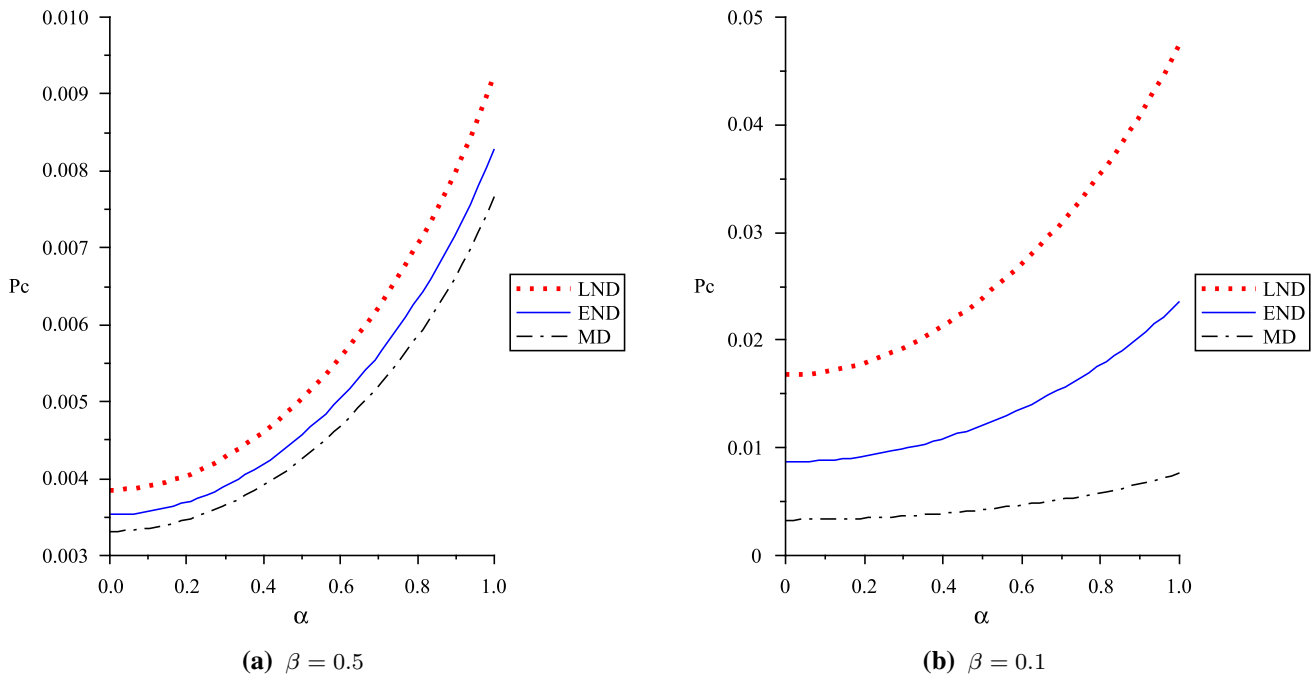 0.010
0.009
0.008
0.007
Pc
0.006
0.005
0.004
0.003
0.0 0.2 0.4 0.6 0.8 1.0
α
LND
END
MD
(a) β = 0.5
0.05
0.04
0.03
Pc
0.02
0.01
0
0 0.2 0.4 0.6 0.8 1.0
α
LND
END
MD
(b) β = 0.1